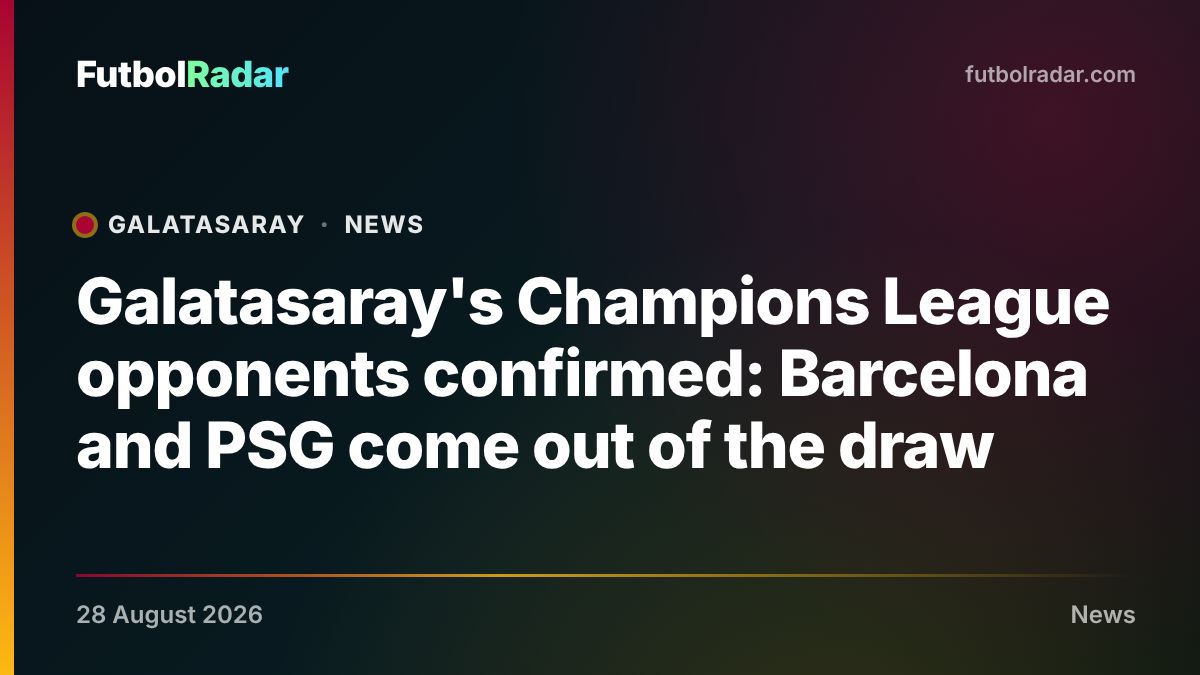 FutbolRadar
futbolradar.com
GALATASARAY · NEWS
Galatasaray's Champions League
opponents confirmed: Barcelona
and PSG come out of the draw
28 August 2026
News